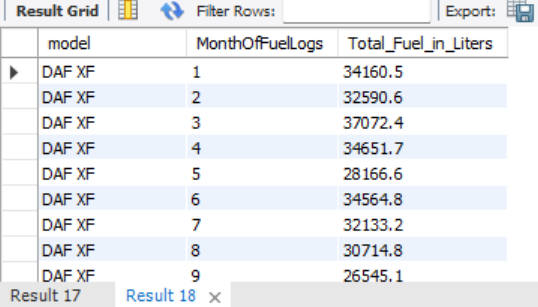 Result Grid Filter Rows: Export:
model MonthOfFuelLogs Total_Fuel_in_Liters
DAF XF 1 34160.5
DAF XF 2 32590.6
DAF XF 3 37072.4
DAF XF 4 34651.7
DAF XF 5 28166.6
DAF XF 6 34564.8
DAF XF 7 32133.2
DAF XF 8 30714.8
DAF XF 9 26545.1
Result 17 Result 18